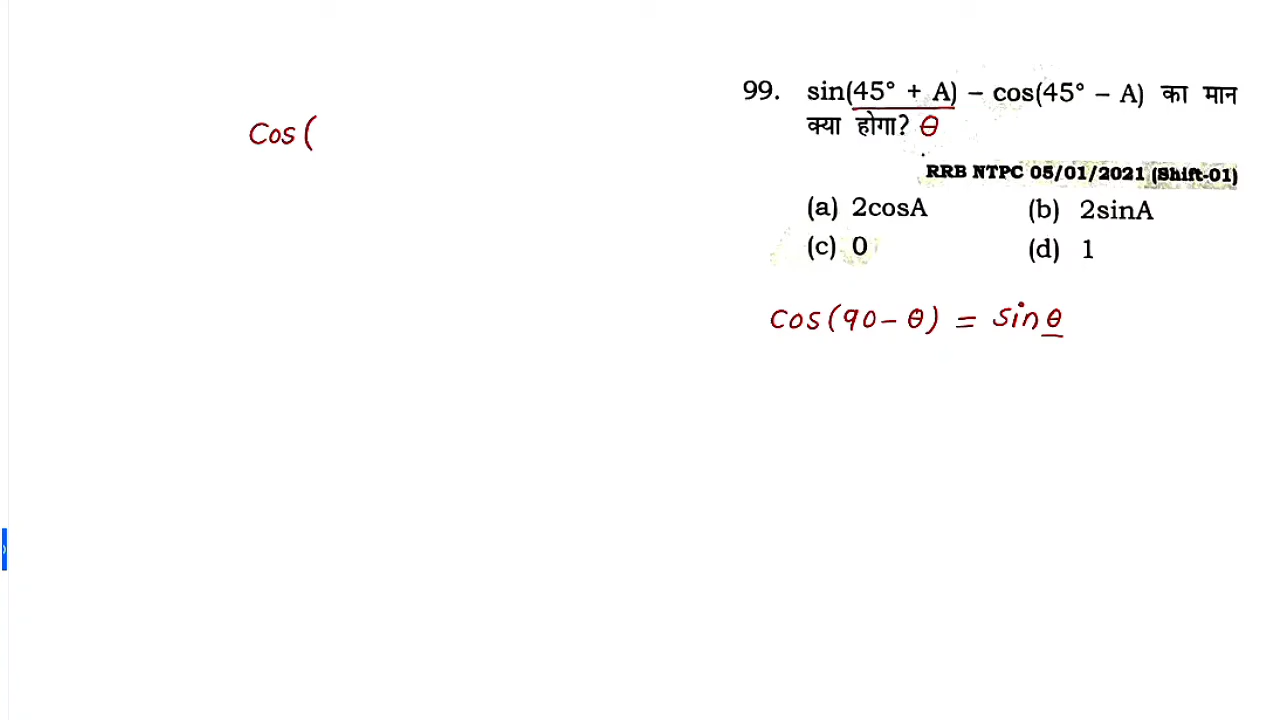 99. sin(45° + A) − cos(45° − A) का मान
क्या होगा? θ
Cos (
RRB NTPC 05/01/2021 (Shift-01)
(a) 2cosA (b) 2sinA
(c) 0 (d) 1
Cos (90 − θ) = sin θ